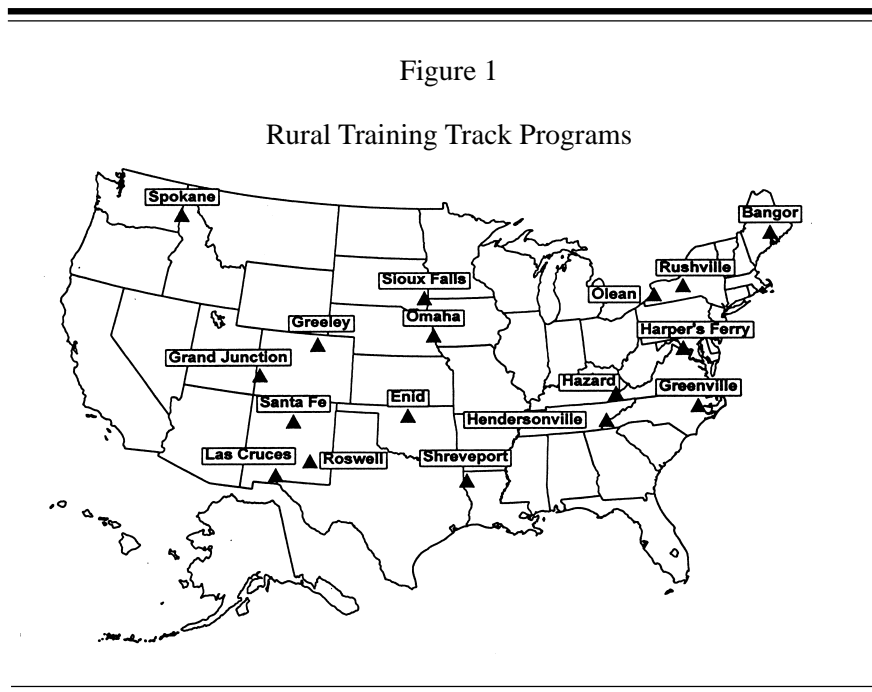 Figure 1
Rural Training Track Programs
Spokane
Bangor
Rushville
Sioux Falls
Olean
Omaha
Greeley
Harper's Ferry
Grand Junction
Hazard
Greenville
Enid
Santa Fe
Hendersonville
Las Cruces
Roswell
Shreveport